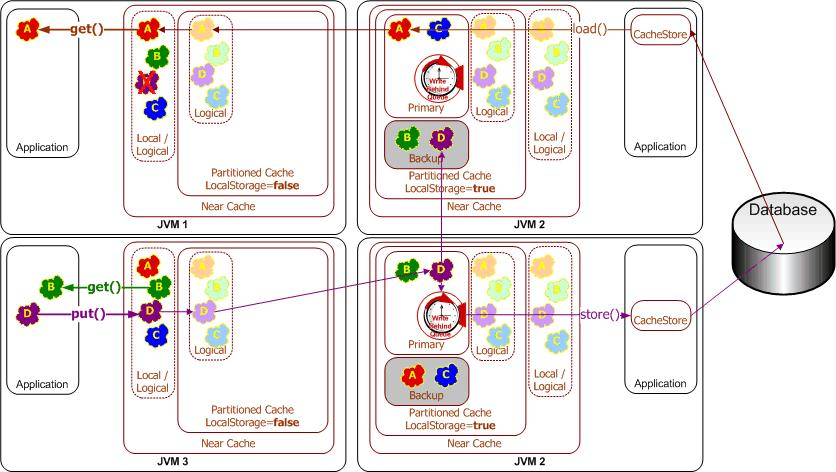 A
get()
A
A
B
B
D
D
C
C
Logical
Local /
Logical
Application
Partitioned Cache
LocalStorage=false
Near Cache
JVM 1
A
C
Write
Behind
Queue
Primary
B
D
Backup
A
B
D
C
Logical
A
B
D
C
Local /
Logical
Partitioned Cache
LocalStorage=true
Near Cache
load()
CacheStore
Application
JVM 2
Database
B
get()
D
put()
Application
A
B
D
C
Local /
Logical
A
B
D
C
Logical
Partitioned Cache
LocalStorage=false
Near Cache
JVM 3
B
D
Write
Behind
Queue
Primary
A
C
Backup
A
B
D
C
Logical
A
B
D
C
Local /
Logical
Partitioned Cache
LocalStorage=true
Near Cache
store()
CacheStore
Application
JVM 2